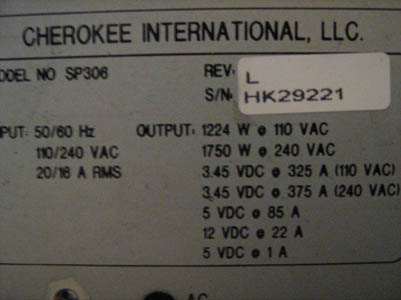 CHEROKEE INTERNATIONAL, LLC.
ODEL NO SP306 REV: L
S/N: HK29221
PUT: 50/60 Hz OUTPUT: 1224 W @ 110 VAC
110/240 VAC 1750 W @ 240 VAC
20/16 A RMS 3.45 VDC @ 325 A (110 VAC)
3.45 VDC @ 375 A (240 VAC)
5 VDC @ 85 A
12 VDC @ 22 A
5 VDC @ 1 A
AC